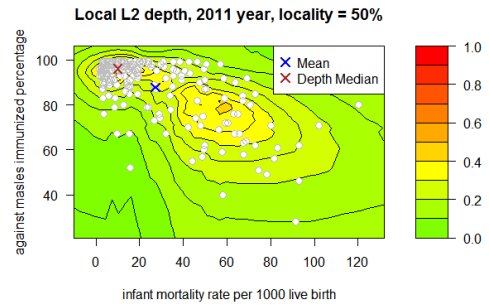 Local L2 depth, 2011 year, locality = 50%
against masles immunized percentage
100
80
60
40
Mean
Depth Median
1.0
0.8
0.6
0.4
0.2
0.0
0 20 40 60 80 100 120
infant mortality rate per 1000 live birth